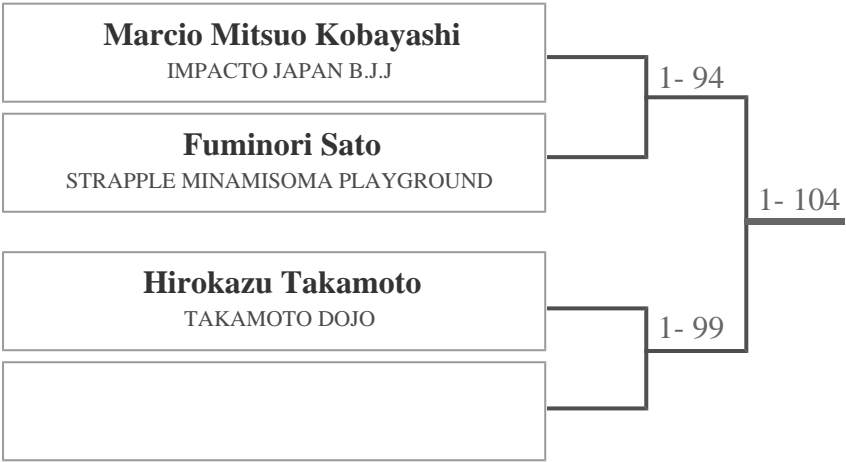 Marcio Mitsuo Kobayashi
IMPACTO JAPAN B.J.J
1- 94
Fuminori Sato
STRAPPLE MINAMISOMA PLAYGROUND
1- 104
Hirokazu Takamoto
TAKAMOTO DOJO
1- 99